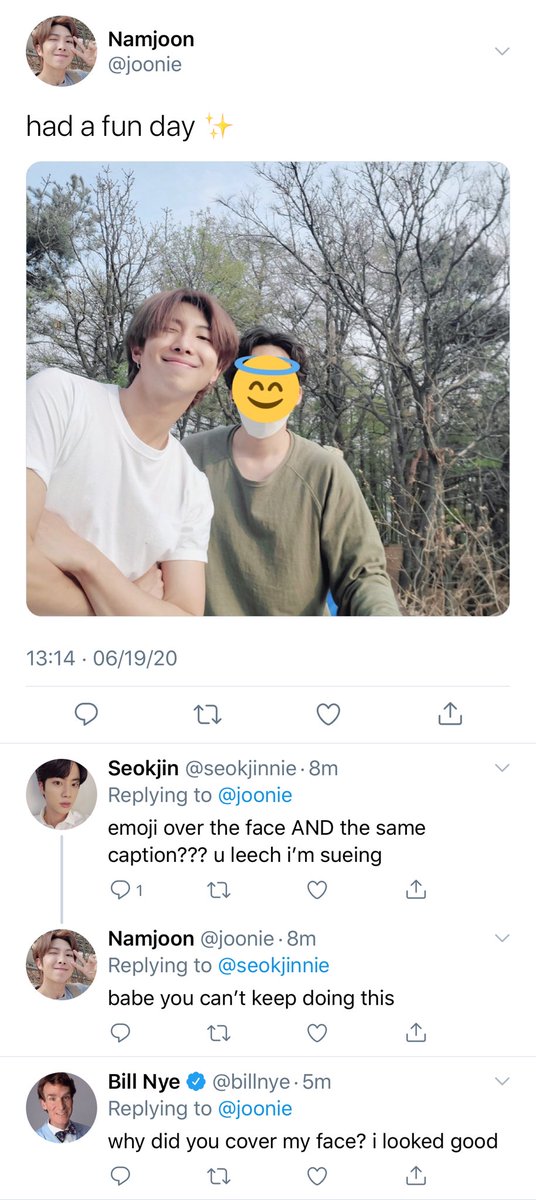 Namjoon
@joonie
had a fun day ✨
13:14 · 06/19/20
Seokjin @seokjinnie · 8m
Replying to @joonie
emoji over the face AND the same
caption??? u leech i’m sueing
1
Namjoon @joonie · 8m
Replying to @seokjinnie
babe you can’t keep doing this
Bill Nye @billnye · 5m
Replying to @joonie
why did you cover my face? i looked good